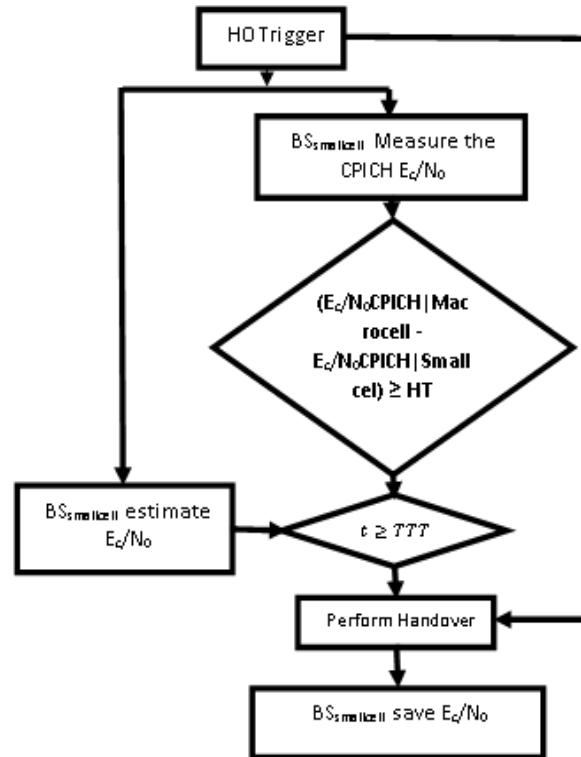 HO Trigger
BSsmallcell Measure the
CPICH Ec/N0
(Ec/N0CPICH|Mac
rocell -
Ec/N0CPICH|Small
cel) ≥ HT
BSsmallcell estimate
Ec/N0
t ≥ TTT
Perform Handover
BSsmallcell save Ec/N0